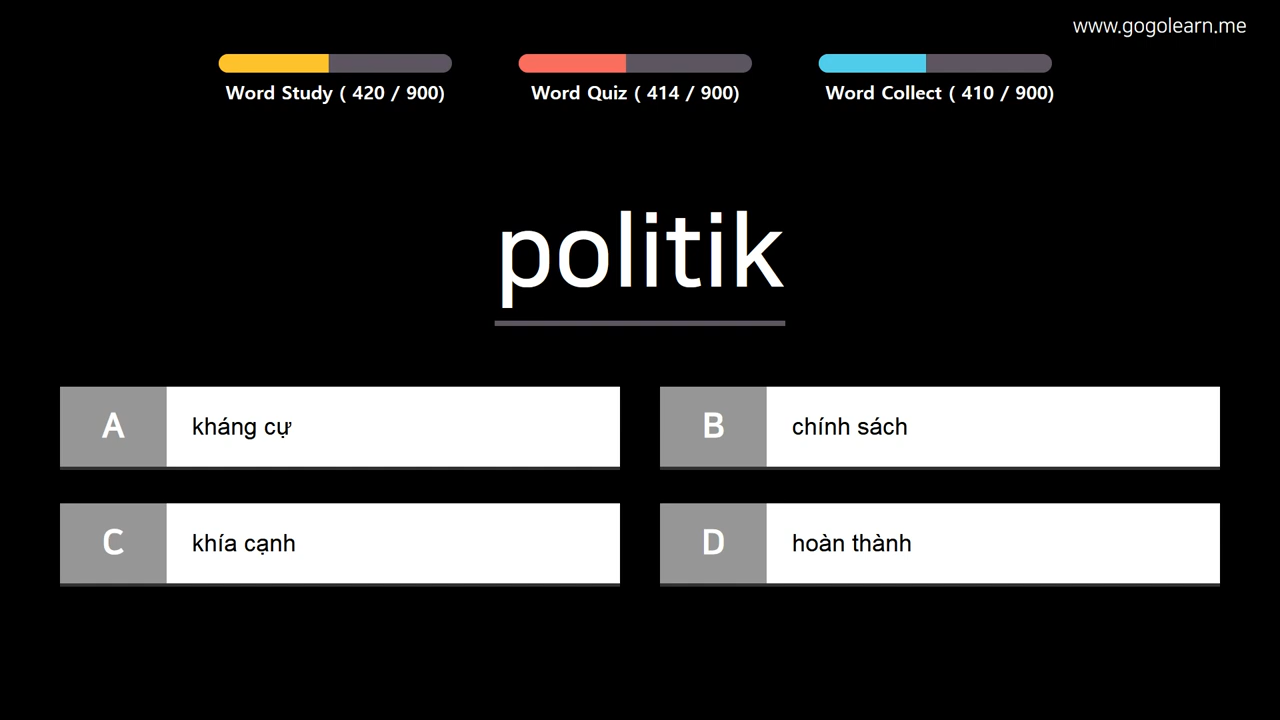 www.gogolearn.me
Word Study ( 420 / 900)
Word Quiz ( 414 / 900)
Word Collect ( 410 / 900)
politik
A kháng cự
B chính sách
C khía cạnh
D hoàn thành